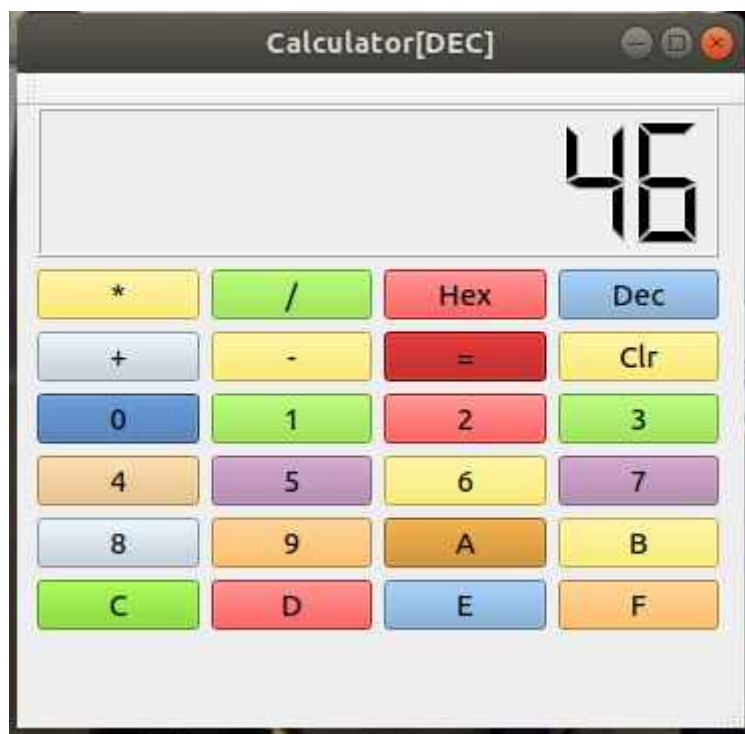 Calculator[DEC]
46
* / Hex Dec
+ - = Clr
0 1 2 3
4 5 6 7
8 9 A B
C D E F